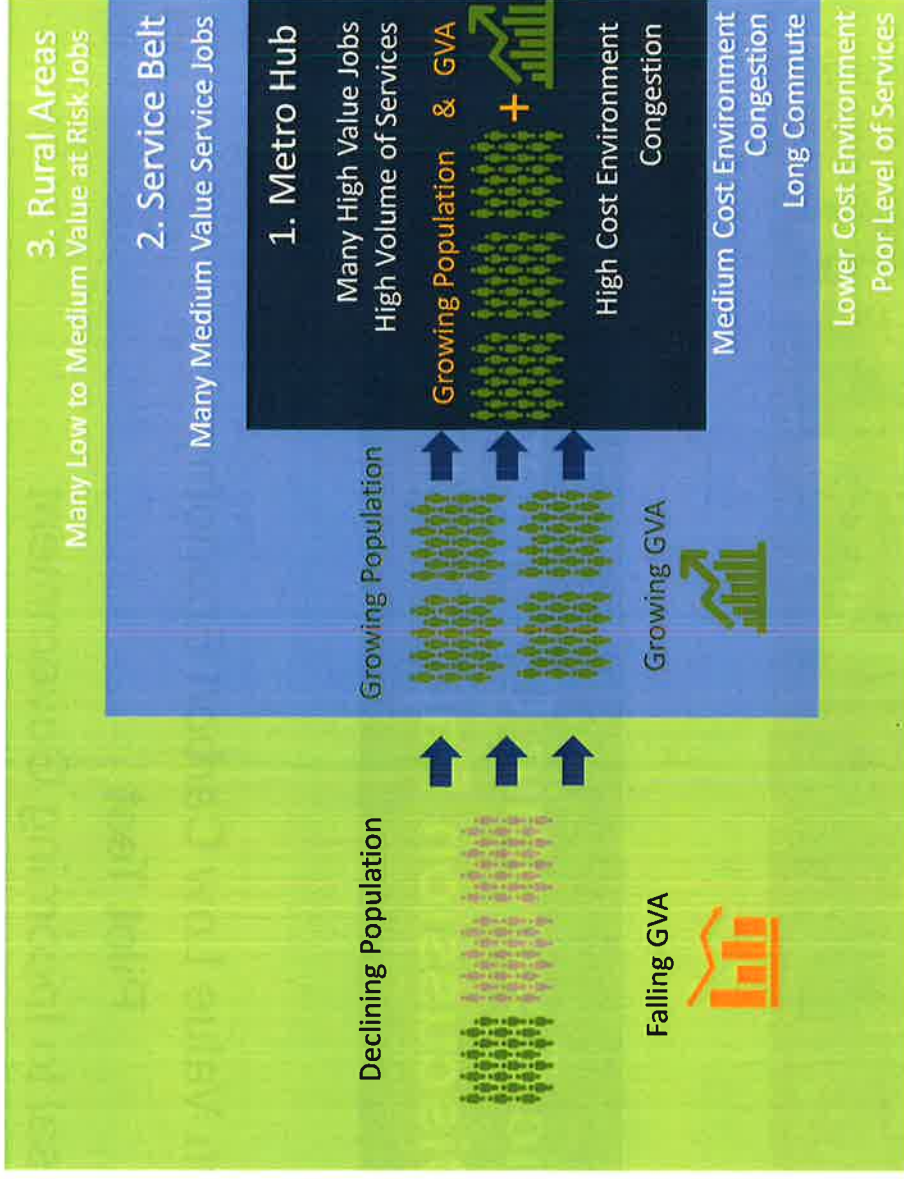 3. Rural Areas
Many Low to Medium Value at Risk Jobs
2. Service Belt
Many Medium Value Service Jobs
1. Metro Hub
Many High Value Jobs
High Volume of Services
Growing Population & GVA
+
High Cost Environment
Congestion
Growing Population
Growing GVA
Medium Cost Environment
Congestion
Long Commute
Declining Population
Falling GVA
Lower Cost Environment
Poor Level of Services